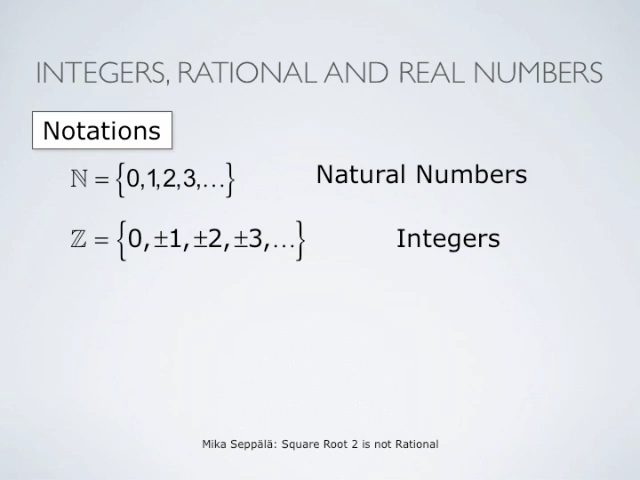 INTEGERS, RATIONAL AND REAL NUMBERS
Notations
ℕ = {0,1,2,3,…} Natural Numbers
ℤ = {0, ±1, ±2, ±3, …} Integers
Mika Seppälä: Square Root 2 is not Rational